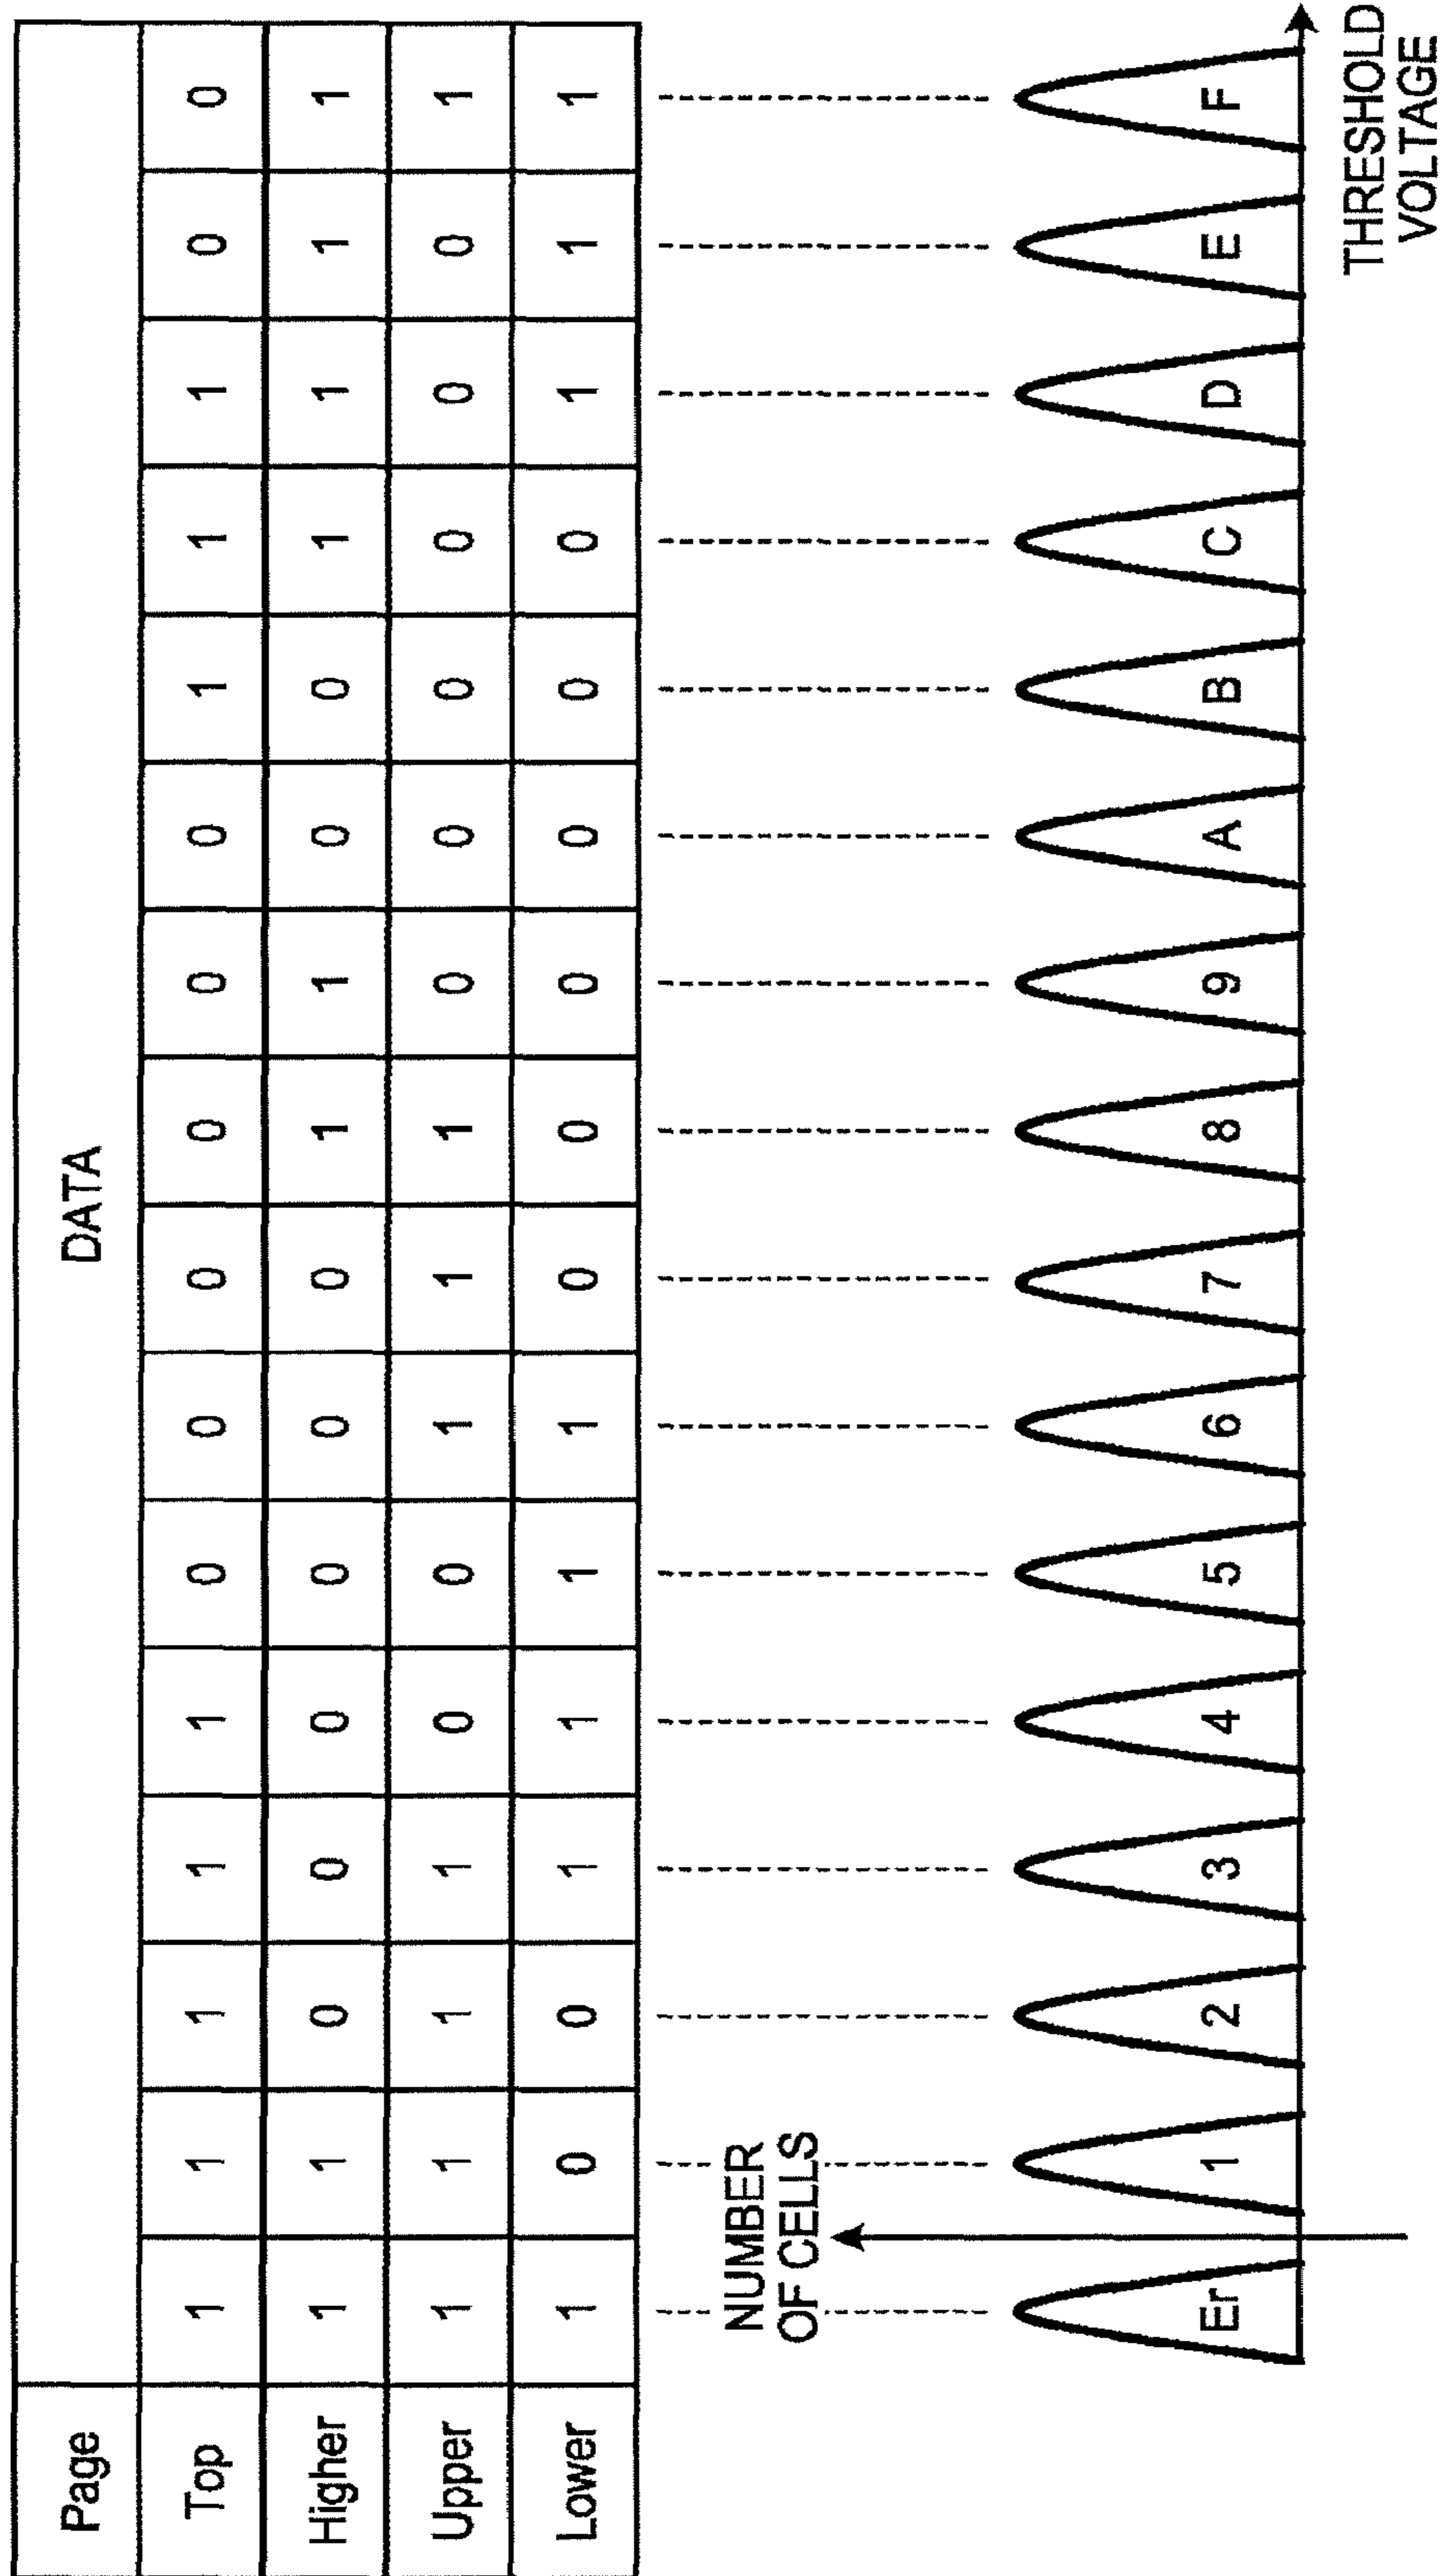 Page DATA
Top 1 1 1 1 1 0 0 0 0 0 0 1 1 1 0 0
Higher 1 1 0 0 0 0 0 0 1 1 0 0 1 1 1 1
Upper 1 1 1 1 0 0 1 1 1 0 0 0 0 0 0 1
Lower 1 0 0 1 1 1 1 0 0 0 0 0 0 1 1 1
NUMBER
OF CELLS
Er 1 2 3 4 5 6 7 8 9 A B C D E F
THRESHOLD
VOLTAGE